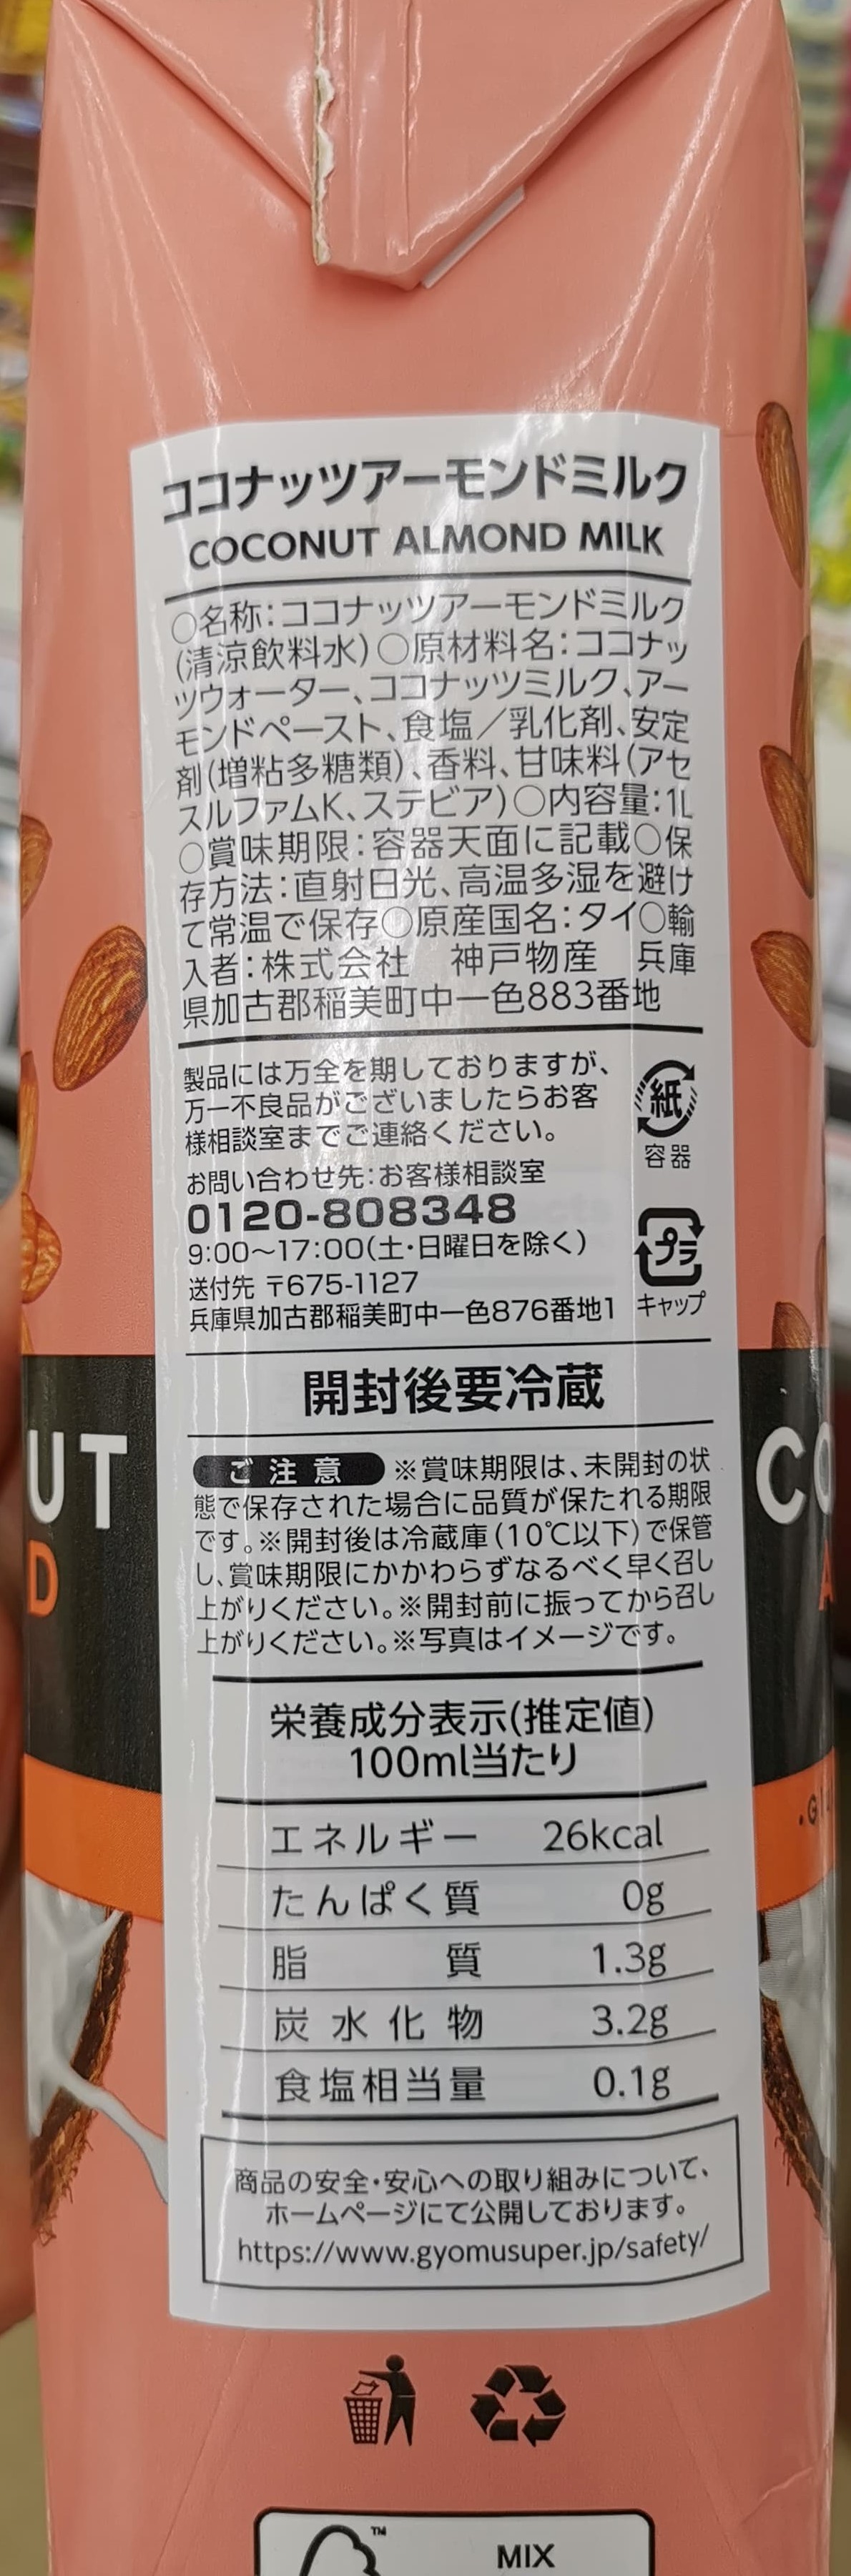 ココナッツアーモンドミルク
COCONUT ALMOND MILK
○名称:ココナッツアーモンドミルク
(清涼飲料水)○原材料名:ココナッ
ツウォーター、ココナッツミルク、アー
モンドペースト、食塩/乳化剤、安定
剤(増粘多糖類)、香料、甘味料(アセ
スルファムK、ステビア)○内容量:1L
○賞味期限:容器天面に記載○保
存方法:直射日光、高温多湿を避け
て常温で保存○原産国名:タイ○輸
入者:株式会社 神戸物産 兵庫
県加古郡稲美町中一色883番地
製品には万全を期しておりますが、
万一不良品がございましたらお客
様相談室までご連絡ください。
お問い合わせ先:お客様相談室
0120-808348
9:00〜17:00(土・日曜日を除く)
送付先 〒675-1127
兵庫県加古郡稲美町中一色876番地1
紙
容器
プラ
キャップ
開封後要冷蔵
UT
D
CO
A
ご注意 ※賞味期限は、未開封の状
態で保存された場合に品質が保たれる期限
です。※開封後は冷蔵庫(10℃以下)で保管
し、賞味期限にかかわらずなるべく早く召し
上がりください。※開封前に振ってから召し
上がりください。※写真はイメージです。
栄養成分表示(推定値)
100ml当たり
エネルギー 26kcal
たんぱく質 0g
脂質 1.3g
炭水化物 3.2g
食塩相当量 0.1g
商品の安全・安心への取り組みについて、
ホームページにて公開しております。
https://www.gyomusuper.jp/safety/
TM
MIX